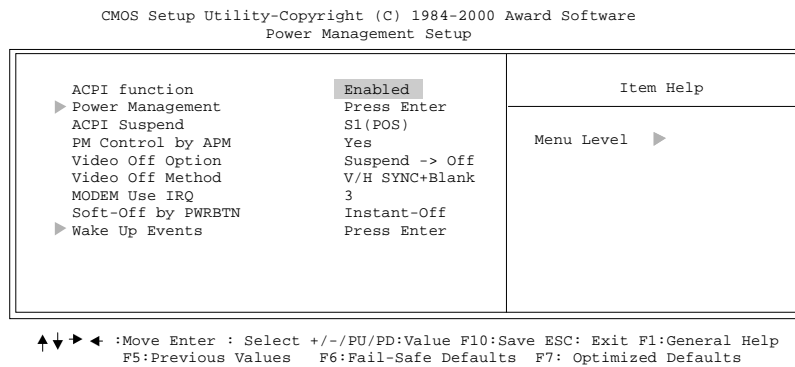 CMOS Setup Utility-Copyright (C) 1984-2000 Award Software
Power Management Setup
ACPI function Enabled
Power Management Press Enter
ACPI Suspend S1(POS)
PM Control by APM Yes
Video Off Option Suspend -> Off
Video Off Method V/H SYNC+Blank
MODEM Use IRQ 3
Soft-Off by PWRBTN Instant-Off
Wake Up Events Press Enter
Item Help
Menu Level
:Move Enter : Select +/-/PU/PD:Value F10:Save ESC: Exit F1:General Help
F5:Previous Values F6:Fail-Safe Defaults F7: Optimized Defaults